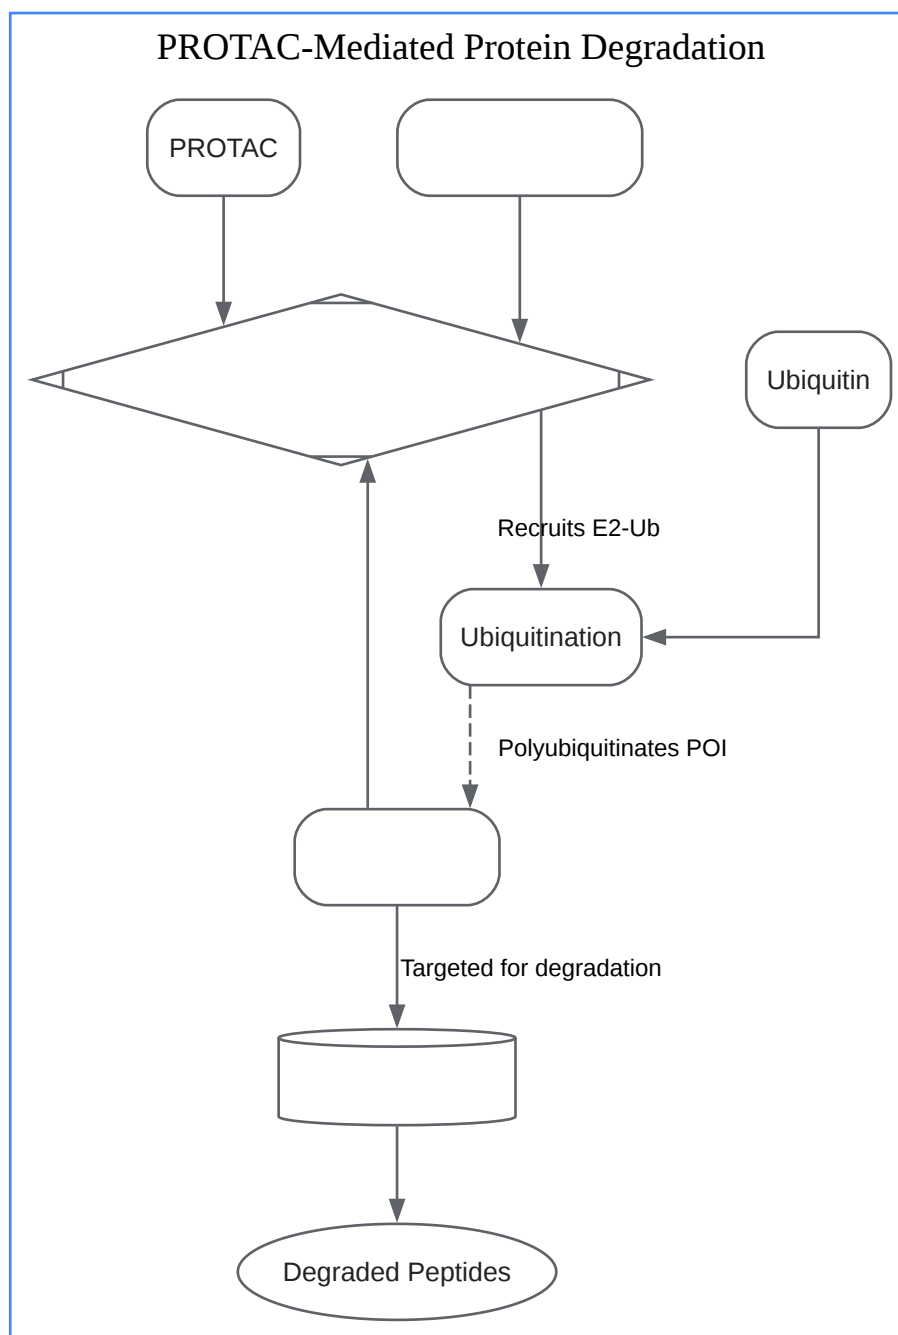 PROTAC-Mediated Protein Degradation
PROTAC
Ubiquitin
Recruits E2-Ub
Ubiquitination
Polyubiquitinates POI
Targeted for degradation
Degraded Peptides